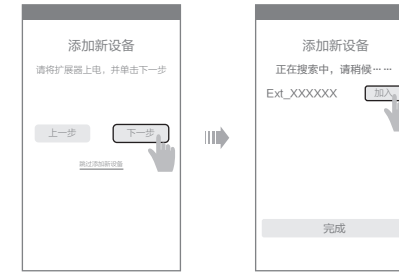 添加新设备
请将扩展器上电，并单击下一步
上一步
下一步
跳过添加新设备
添加新设备
正在搜索中，请稍候……
Ext_XXXXXX
加入
完成